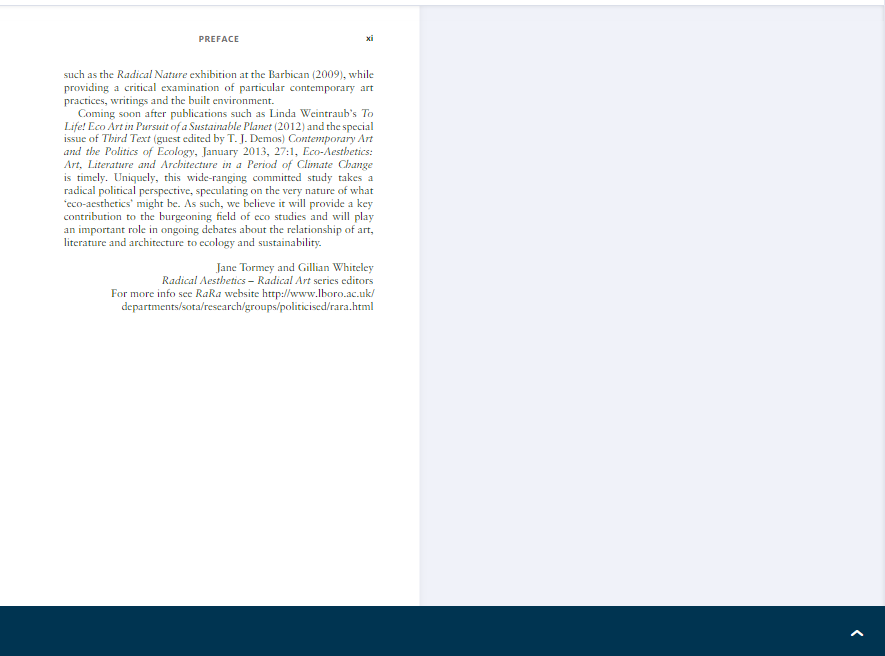 PREFACE xi
such as the Radical Nature exhibition at the Barbican (2009), while
providing a critical examination of particular contemporary art
practices, writings and the built environment.
Coming soon after publications such as Linda Weintraub's To
Life! Eco Art in Pursuit of a Sustainable Planet (2012) and the special
issue of Third Text (guest edited by T. J. Demos) Contemporary Art
and the Politics of Ecology, January 2013, 27:1, Eco-Aesthetics:
Art, Literature and Architecture in a Period of Climate Change
is timely. Uniquely, this wide-ranging committed study takes a
radical political perspective, speculating on the very nature of what
‘eco-aesthetics’ might be. As such, we believe it will provide a key
contribution to the burgeoning field of eco studies and will play
an important role in ongoing debates about the relationship of art,
literature and architecture to ecology and sustainability.
Jane Tormey and Gillian Whiteley
Radical Aesthetics – Radical Art series editors
For more info see RaRa website http://www.lboro.ac.uk/
departments/sota/research/groups/politicised/rara.html